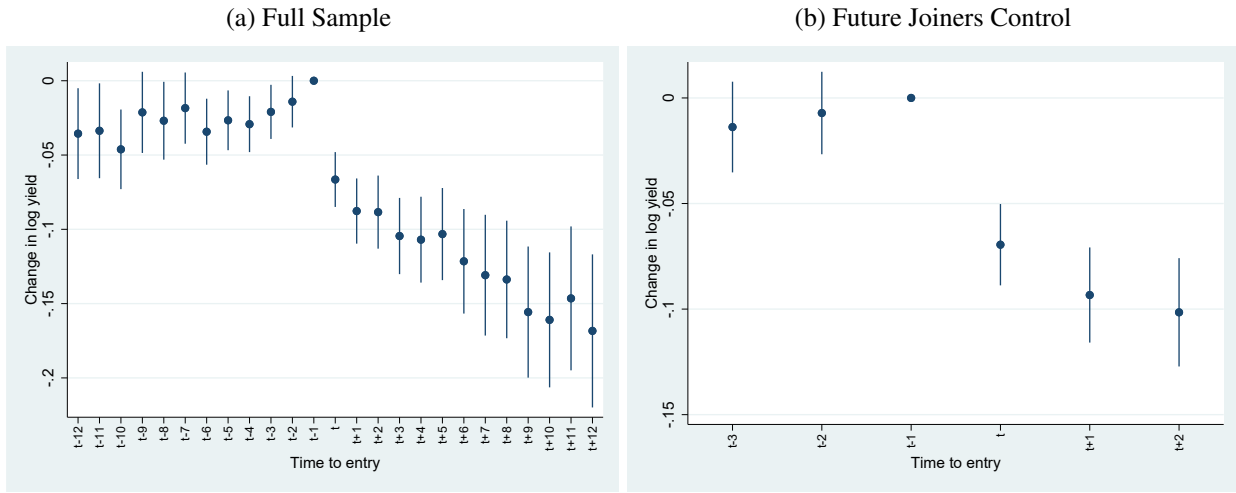 (a) Full Sample
Change in log yield
0
-.05
-.1
-.15
-.2
t-12 t-11 t-10 t-9 t-8 t-7 t-6 t-5 t-4 t-3 t-2 t-1 t t+1 t+2 t+3 t+4 t+5 t+6 t+7 t+8 t+9 t+10 t+11 t+12
Time to entry
(b) Future Joiners Control
Change in log yield
0
-.05
-.1
-.15
t-3 t-2 t-1 t t+1 t+2
Time to entry